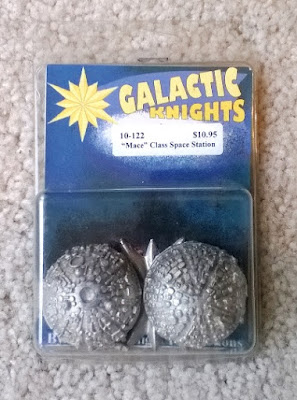 GALACTIC
KNIGHTS
10-122 $10.95
"Mace" Class Space Station